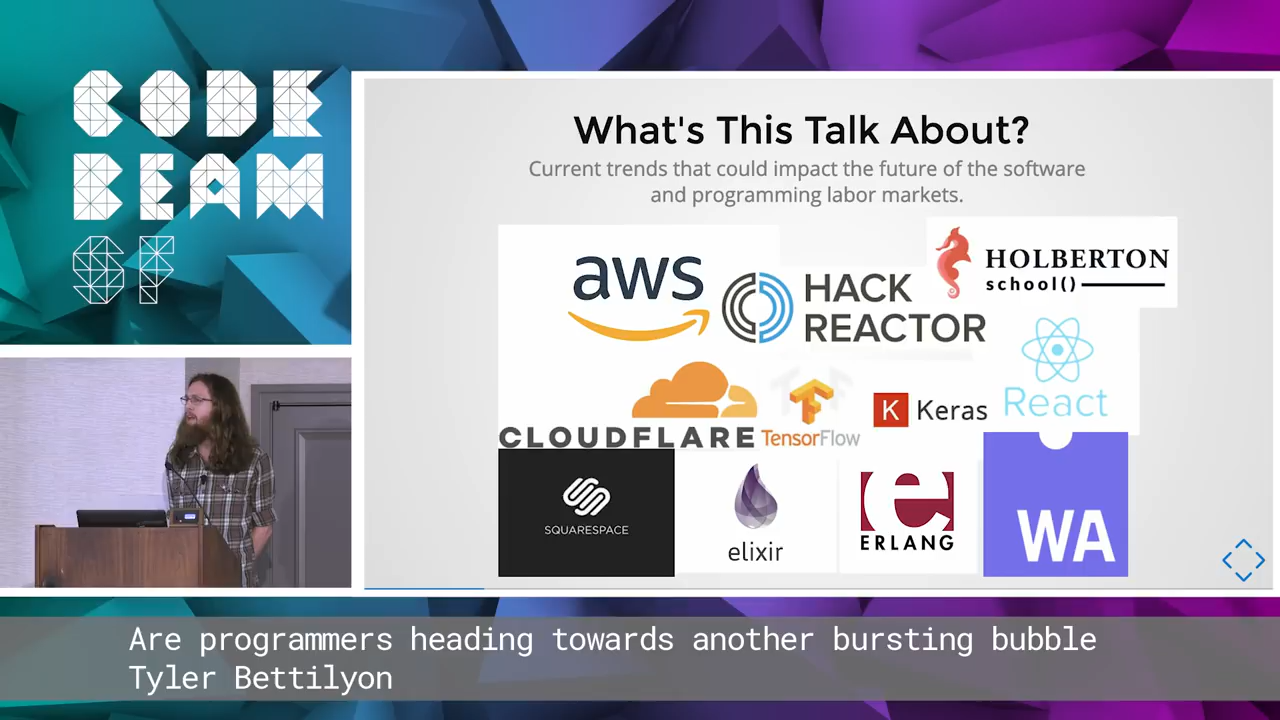 CODE
BEAM
SF
What's This Talk About?
Current trends that could impact the future of the software
and programming labor markets.
aws
HACK
REACTOR
HOLBERTON
school()
React
CLOUDFLARE
TensorFlow
K Keras
SQUARESPACE
elixir
e
ERLANG
WA
Are programmers heading towards another bursting bubble
Tyler Bettilyon